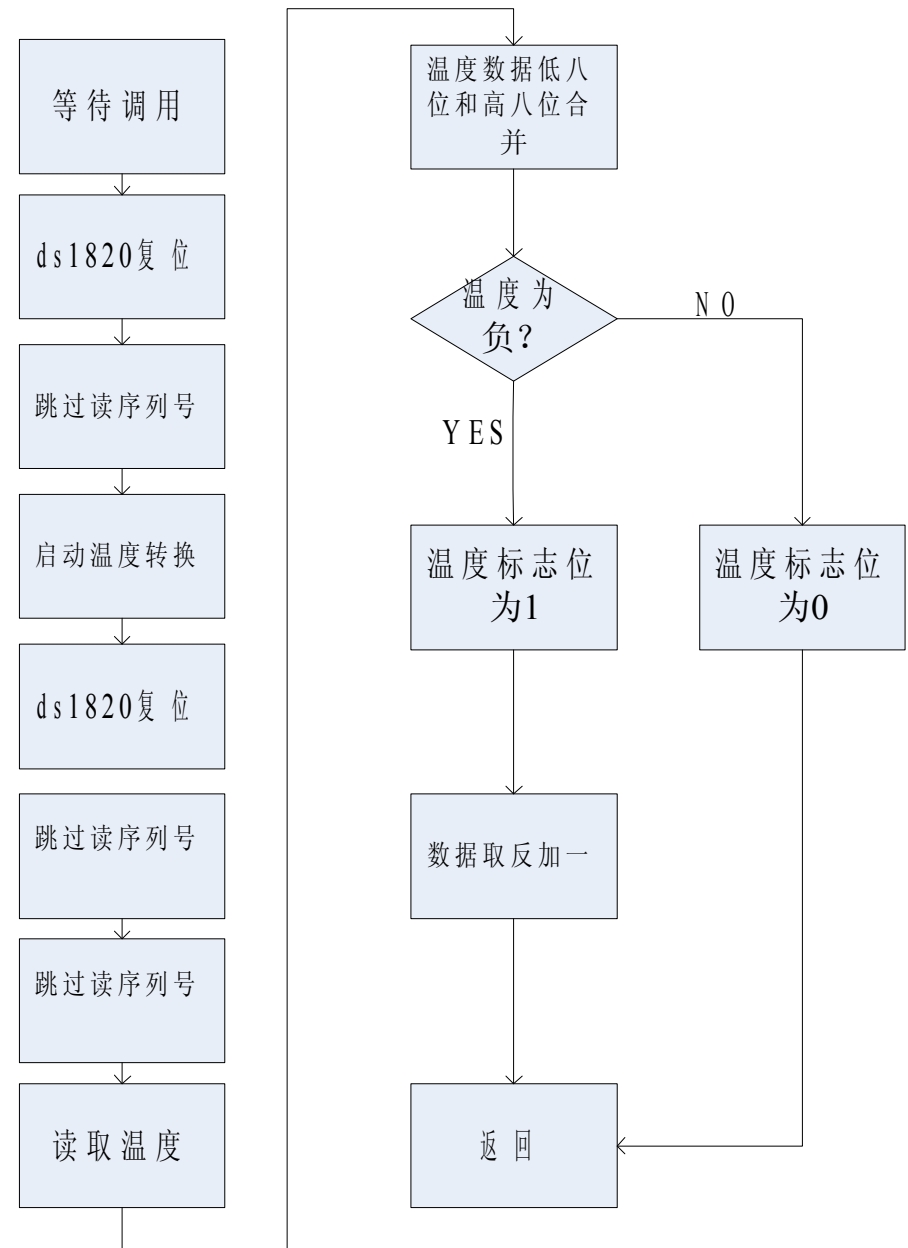 等待调用
ds1820复位
跳过读序列号
启动温度转换
ds1820复位
跳过读序列号
跳过读序列号
读取温度
温度数据低八
位和高八位合
并
温度为
负?
NO
YES
温度标志位
为1
温度标志位
为0
数据取反加一
返回